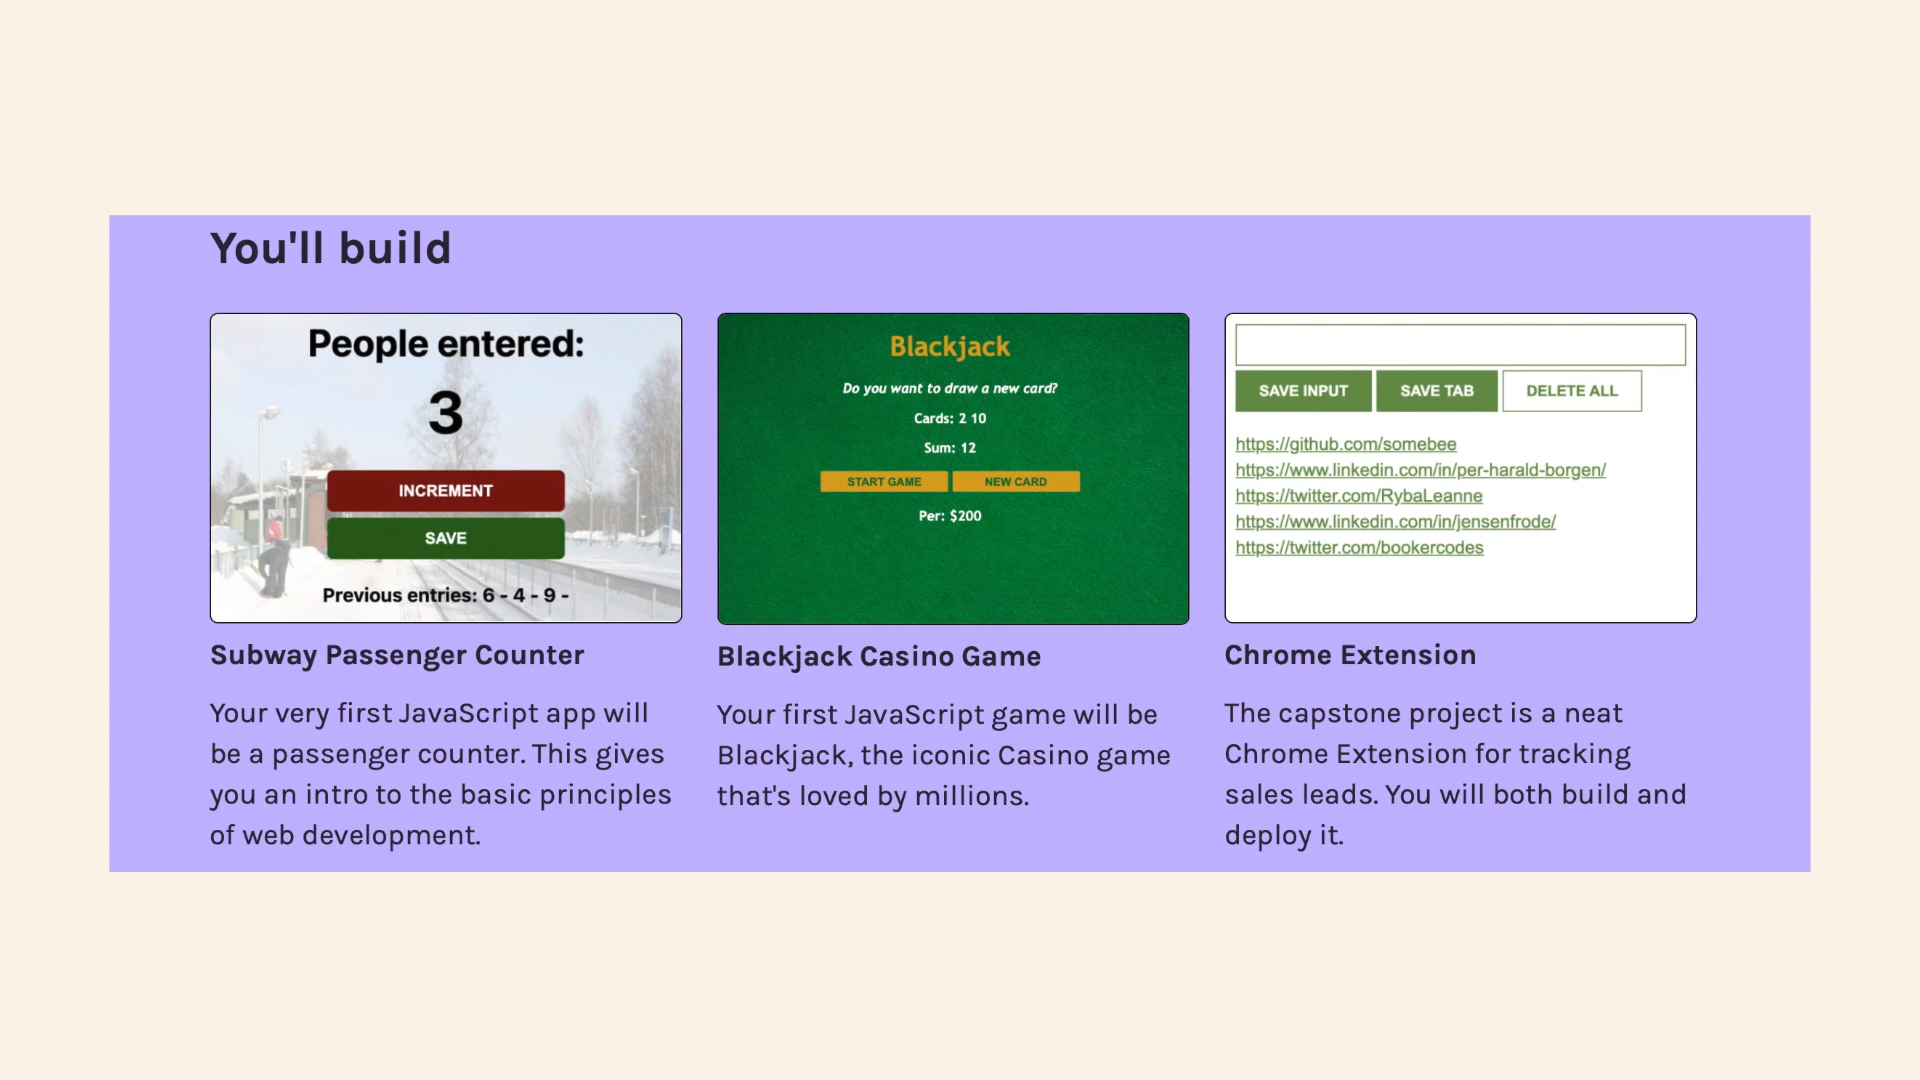 You'll build
People entered:
3
INCREMENT
SAVE
Previous entries: 6 - 4 - 9 -
Subway Passenger Counter
Your very first JavaScript app will
be a passenger counter. This gives
you an intro to the basic principles
of web development.
Blackjack
Do you want to draw a new card?
Cards: 2 10
Sum: 12
START GAME NEW CARD
Per: $200
Blackjack Casino Game
Your first JavaScript game will be
Blackjack, the iconic Casino game
that's loved by millions.
SAVE INPUT SAVE TAB DELETE ALL
https://github.com/somebee
https://www.linkedin.com/in/per-harald-borgen/
https://twitter.com/RybaLeanne
https://www.linkedin.com/in/jensenfrode/
https://twitter.com/bookercodes
Chrome Extension
The capstone project is a neat
Chrome Extension for tracking
sales leads. You will both build and
deploy it.